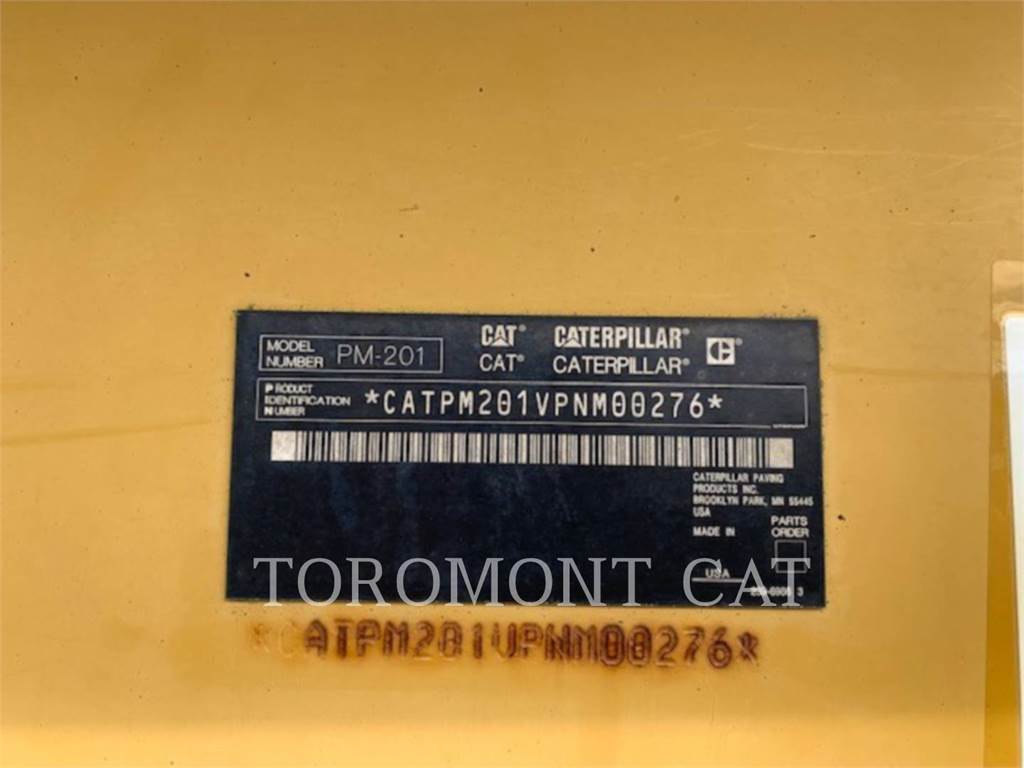 MODEL NUMBER PM-201
CAT® CATERPILLAR®
CAT® CATERPILLAR®
PRODUCT IDENTIFICATION NUMBER *CATPM201VPNM00276*
CATERPILLAR PAVING
PRODUCTS INC.
BROOKLYN PARK, MN 55445
USA
MADE IN
USA
PARTS
ORDER
TOROMONT CAT
*CATPM201VPNM00276*